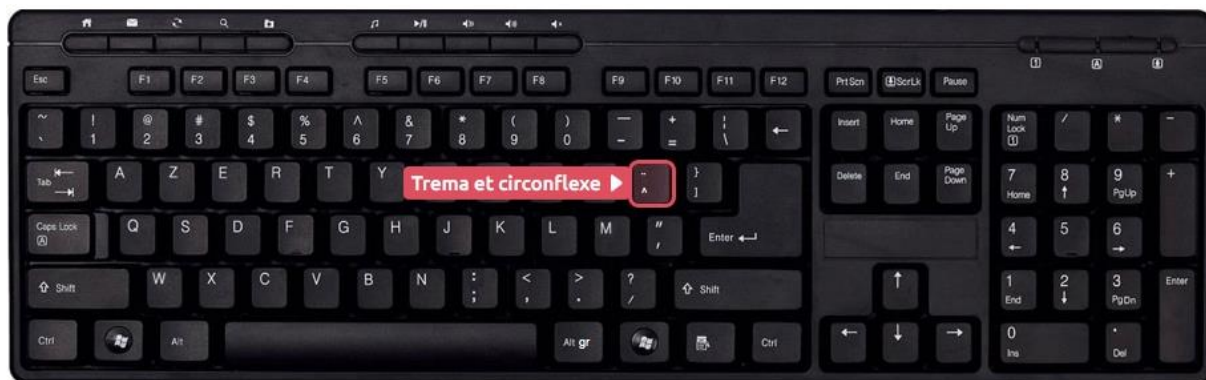 Esc F1 F2 F3 F4 F5 F6 F7 F8 F9 F10 F11 F12 PrtScn ScrLk Pause
1 A
~ ! @ # $ % ^ & * ( ) — + ¦
` 1 2 3 4 5 6 7 8 9 0 - = \ ←
Insert Home Page Up Num Lock 1 / * -
Tab A Z E R T Y Trema et circonflexe ▶ ¨ ^ } ]
Delete End Page Down 7 Home 8 ↑ 9 PgUp +
Caps Lock A Q S D F G H J K L M " , Enter ↵
4 ← 5 6 →
⇧ Shift W X C V B N : ; < , > . ? / ⇧ Shift
↑ 1 End 2 ↓ 3 PgDn Enter
Ctrl Alt Alt gr Ctrl
← ↓ → 0 Ins . Del